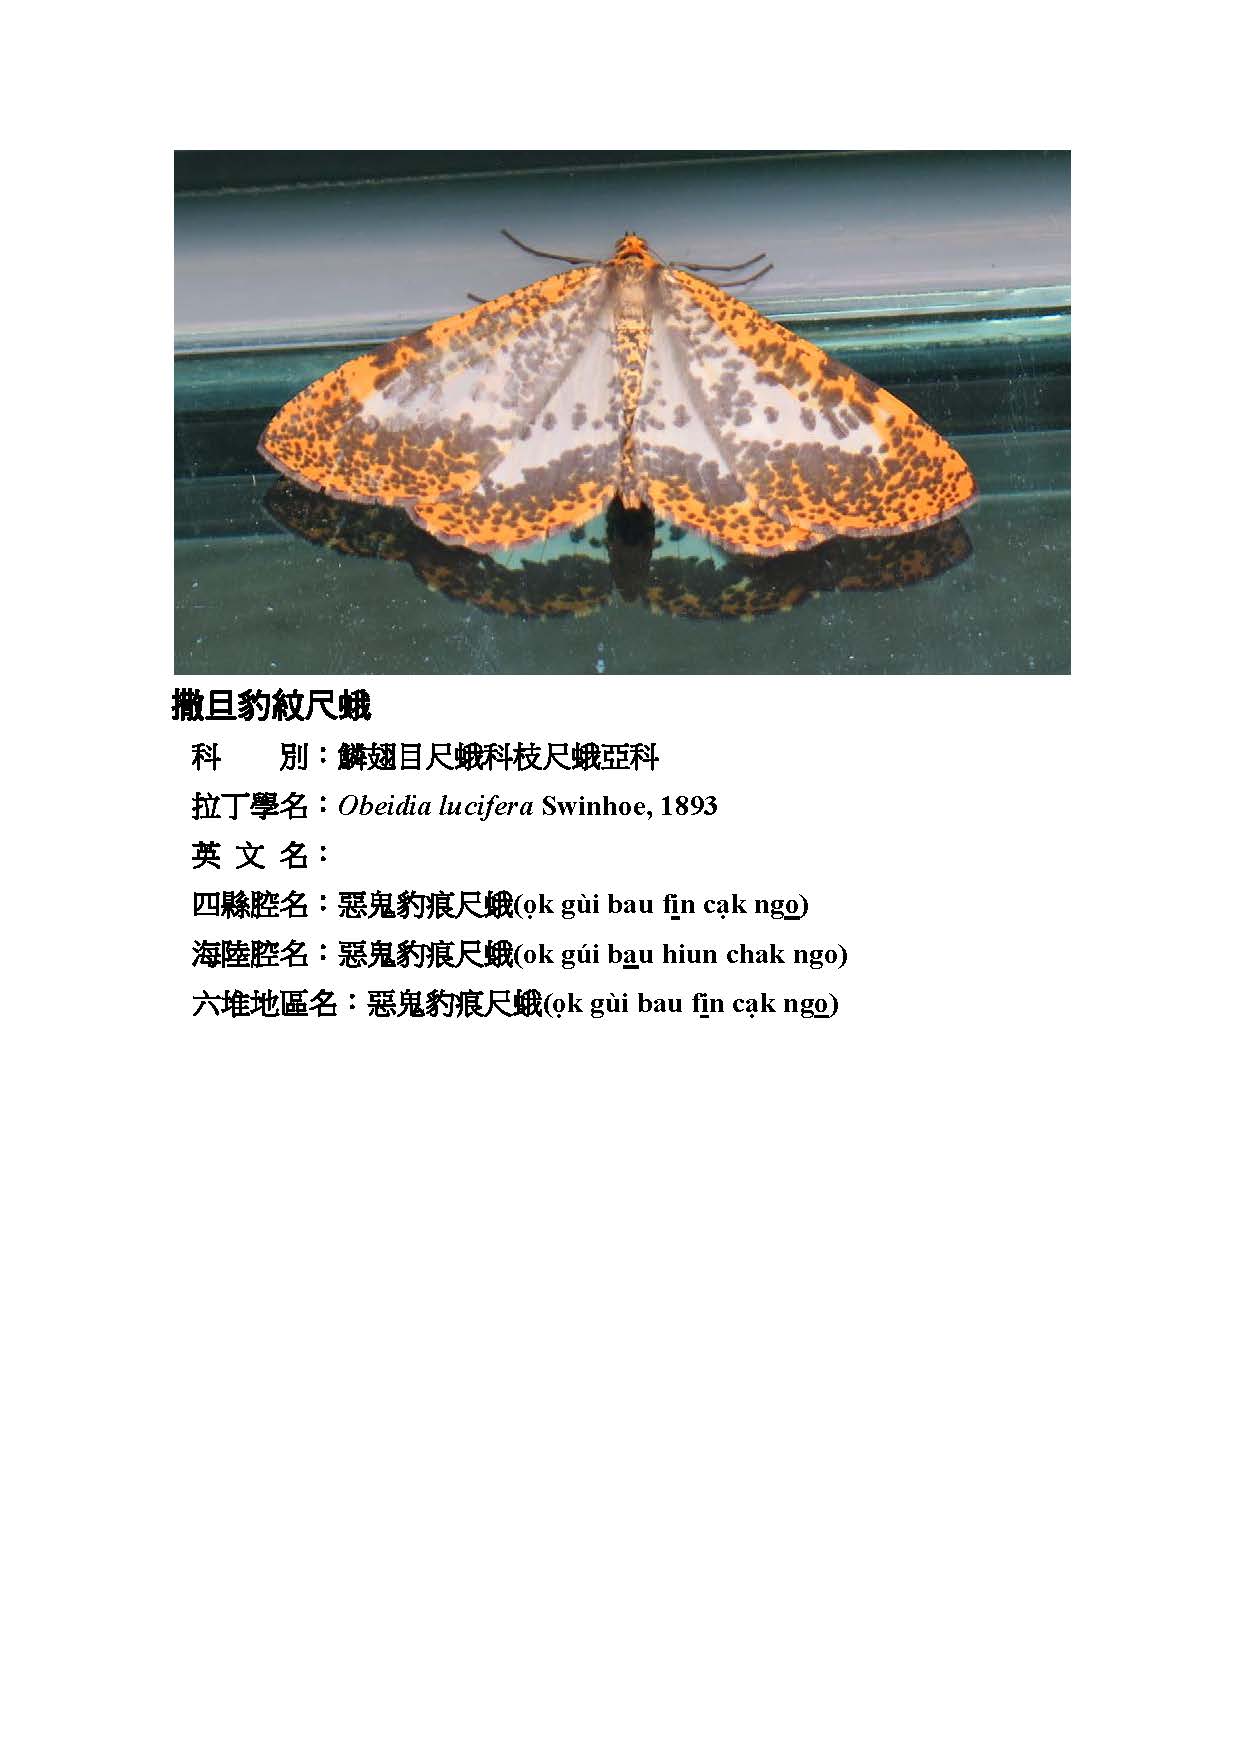 撒旦豹紋尺蛾
科　　別：鱗翅目尺蛾科枝尺蛾亞科
拉丁學名：Obeidia lucifera Swinhoe, 1893
英 文 名：
四縣腔名：惡鬼豹痕尺蛾(ọk gùi bau fi̲n cạk ngo̲)
海陸腔名：惡鬼豹痕尺蛾(ok gúi ba̲u hiun chak ngo)
六堆地區名：惡鬼豹痕尺蛾(ọk gùi bau fi̲n cạk ngo̲)